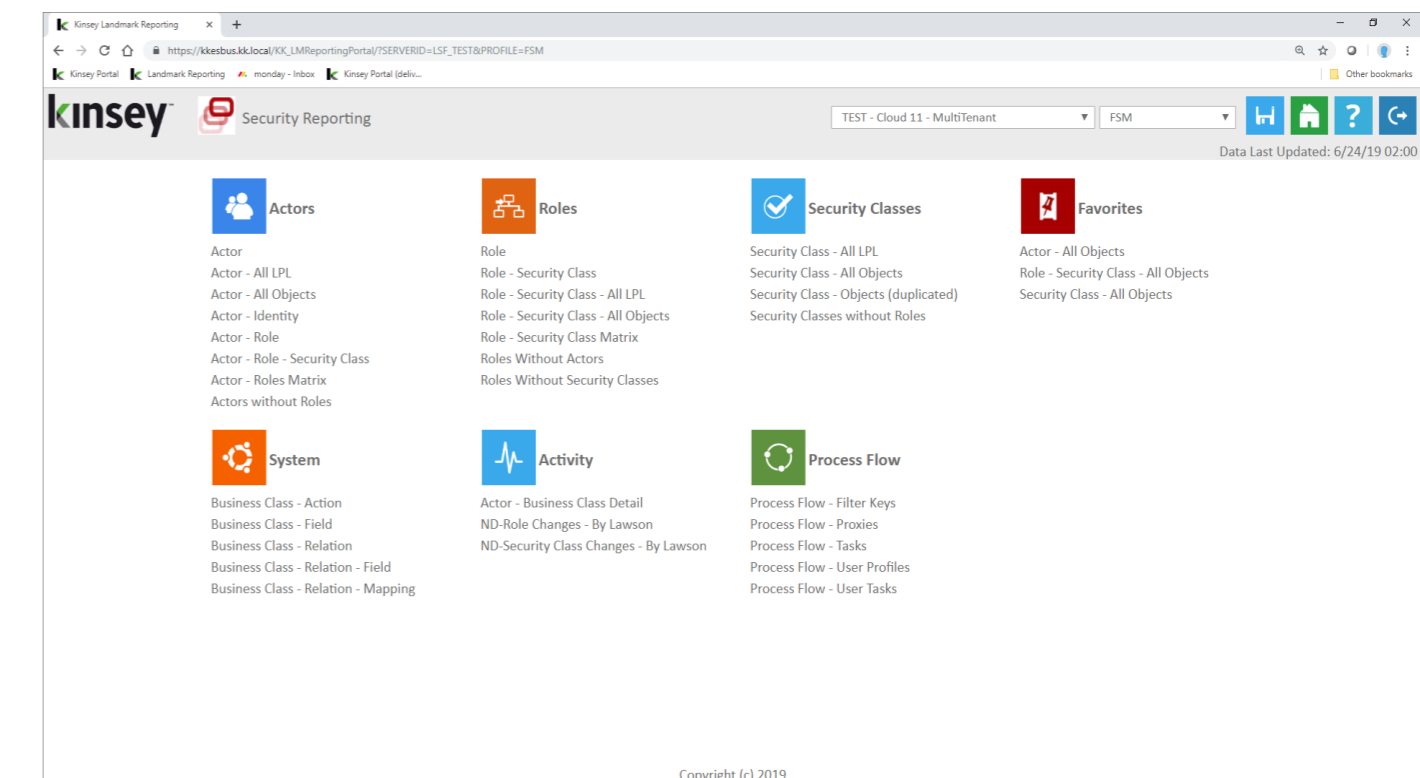 Kinsey Landmark Reporting
https://kkesbus.kk.local/KK_LMReportingPortal/?SERVERID=LSF_TEST&PROFILE=FSM
Kinsey Portal Landmark Reporting monday - Inbox Kinsey Portal (deliv... Other bookmarks
kinsey™ Security Reporting TEST - Cloud 11 - MultiTenant FSM ?
Data Last Updated: 6/24/19 02:00
Actors
Actor
Actor - All LPL
Actor - All Objects
Actor - Identity
Actor - Role
Actor - Role - Security Class
Actor - Roles Matrix
Actors without Roles
Roles
Role
Role - Security Class
Role - Security Class - All LPL
Role - Security Class - All Objects
Role - Security Class Matrix
Roles Without Actors
Roles Without Security Classes
Security Classes
Security Class - All LPL
Security Class - All Objects
Security Class - Objects (duplicated)
Security Classes without Roles
Favorites
Actor - All Objects
Role - Security Class - All Objects
Security Class - All Objects
System
Business Class - Action
Business Class - Field
Business Class - Relation
Business Class - Relation - Field
Business Class - Relation - Mapping
Activity
Actor - Business Class Detail
ND-Role Changes - By Lawson
ND-Security Class Changes - By Lawson
Process Flow
Process Flow - Filter Keys
Process Flow - Proxies
Process Flow - Tasks
Process Flow - User Profiles
Process Flow - User Tasks
Copyright (c) 2019